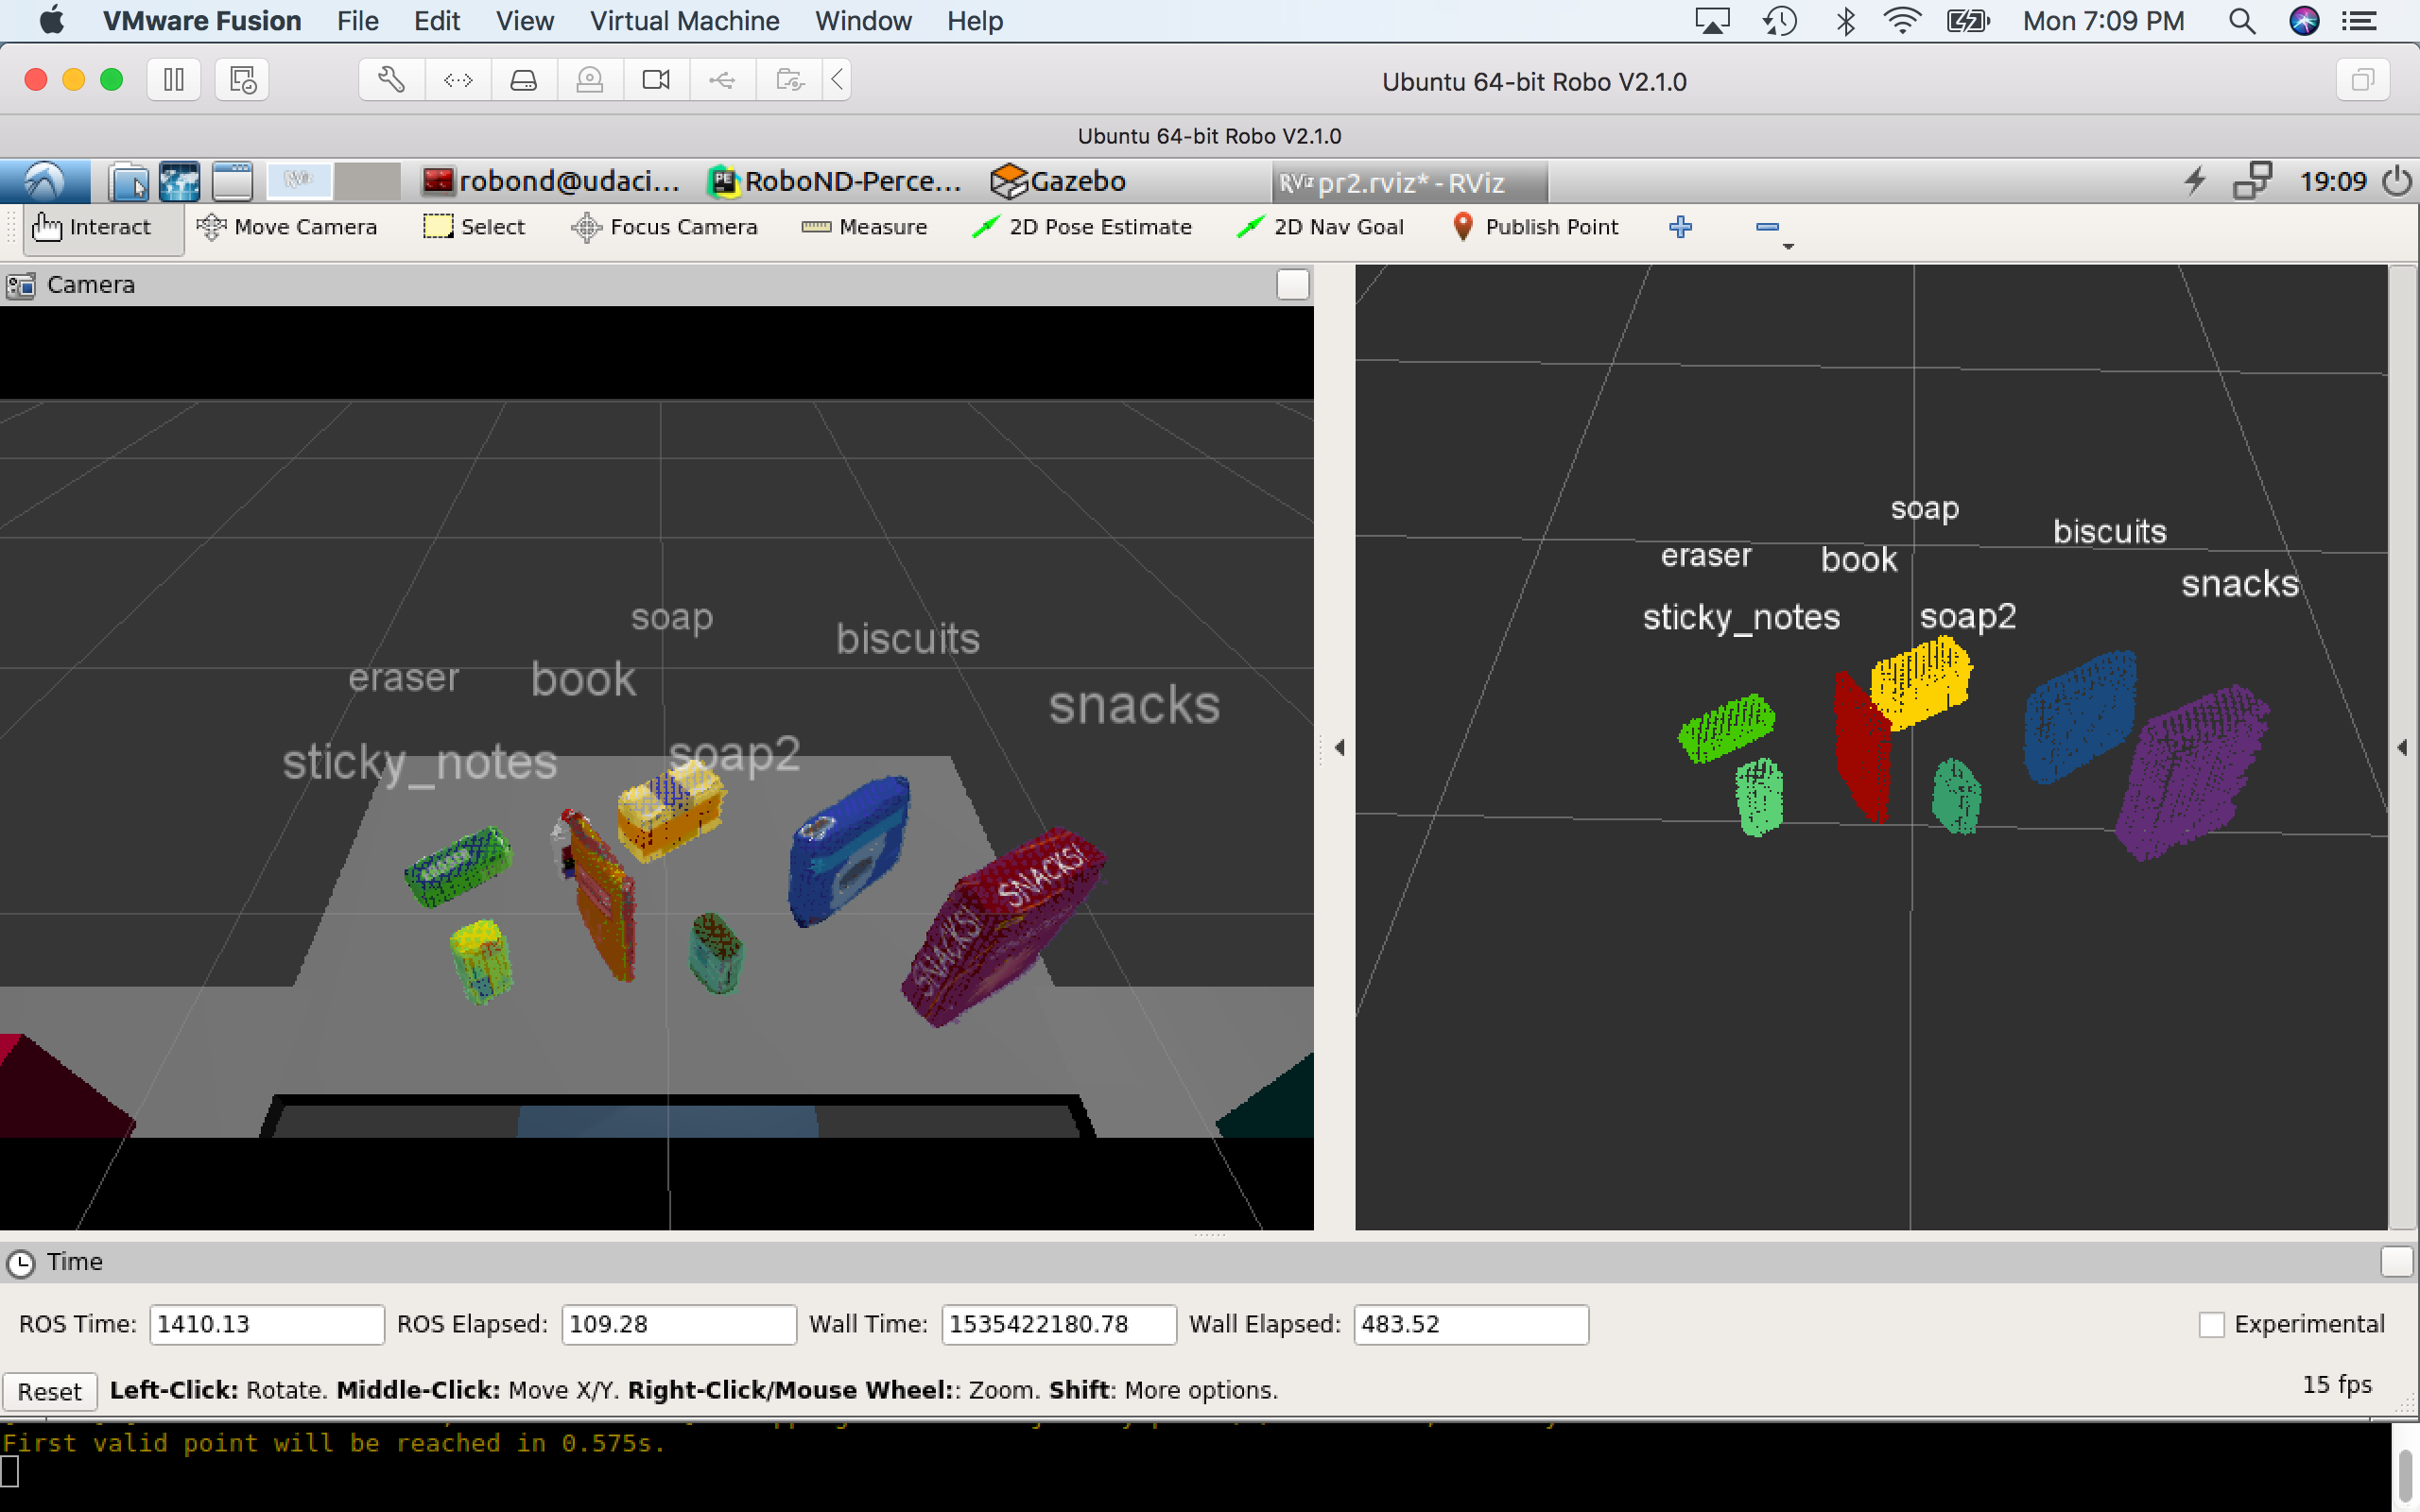 VMware Fusion File Edit View Virtual Machine Window Help Mon 7:09 PM
Ubuntu 64-bit Robo V2.1.0
Ubuntu 64-bit Robo V2.1.0
robond@udaci... RoboND-Perce... Gazebo pr2.rviz* - RViz 19:09
Interact Move Camera Select Focus Camera Measure 2D Pose Estimate 2D Nav Goal Publish Point
Camera
soap
biscuits
eraser book
snacks
sticky_notes soap2
SNACKS!
SNACKS!
soap
biscuits
eraser book
snacks
sticky_notes soap2
Time
ROS Time: 1410.13 ROS Elapsed: 109.28 Wall Time: 1535422180.78 Wall Elapsed: 483.52 Experimental
Reset Left-Click: Rotate. Middle-Click: Move X/Y. Right-Click/Mouse Wheel:: Zoom. Shift: More options. 15 fps
First valid point will be reached in 0.575s.